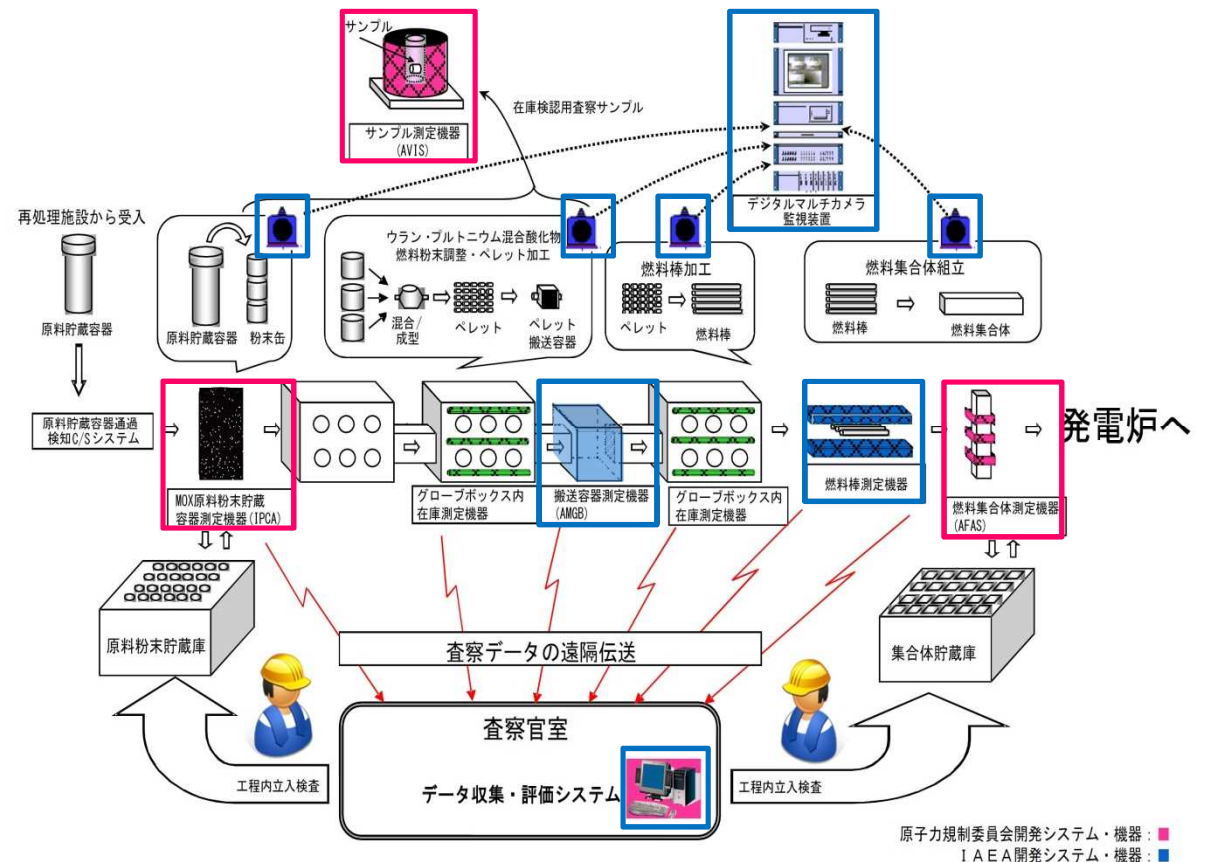 サンプル
サンプル測定機器
(AVIS)
在庫検認用査察サンプル
デジタルマルチカメラ
監視装置
再処理施設から受入
原料貯蔵容器
原料貯蔵容器
粉末缶
ウラン・プルトニウム混合酸化物
燃料粉末調整・ペレット加工
混合/
成型
ペレット
ペレット
搬送容器
燃料棒加工
ペレット
燃料棒
燃料集合体組立
燃料棒
燃料集合体
原料貯蔵容器通過
検知C/Sシステム
MOX原料粉末貯蔵
容器測定機器(IPCA)
グローブボックス内
在庫測定機器
搬送容器測定機器
(AMGB)
グローブボックス内
在庫測定機器
燃料棒測定機器
燃料集合体測定機器
(AFAS)
発電炉へ
原料粉末貯蔵庫
査察データの遠隔伝送
集合体貯蔵庫
査察官室
データ収集・評価システム
工程内立入検査
工程内立入検査
原子力規制委員会開発システム・機器：
ＩＡＥＡ開発システム・機器：